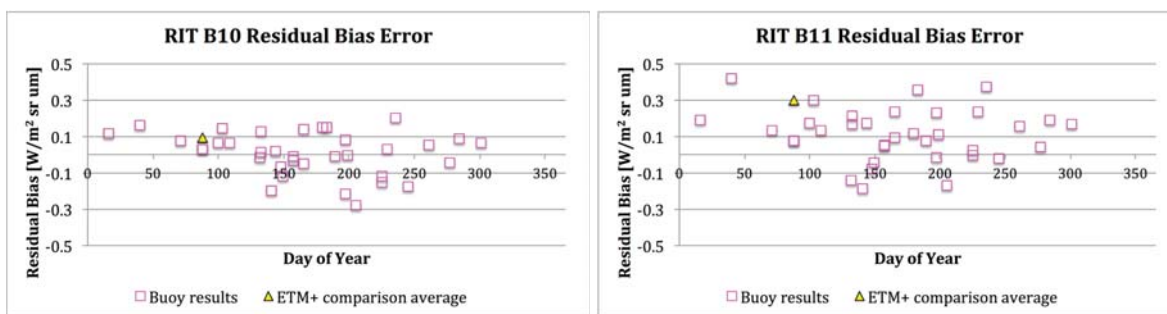 RIT B10 Residual Bias Error
Residual Bias [W/m² sr um]
0.5
0.3
0.1
-0.1
-0.3
-0.5
0 50 100 150 200 250 300 350
Day of Year
Buoy results ETM+ comparison average
RIT B11 Residual Bias Error
Residual Bias [W/m² sr um]
0.5
0.3
0.1
-0.1
-0.3
-0.5
0 50 100 150 200 250 300 350
Day of Year
Buoy results ETM+ comparison average